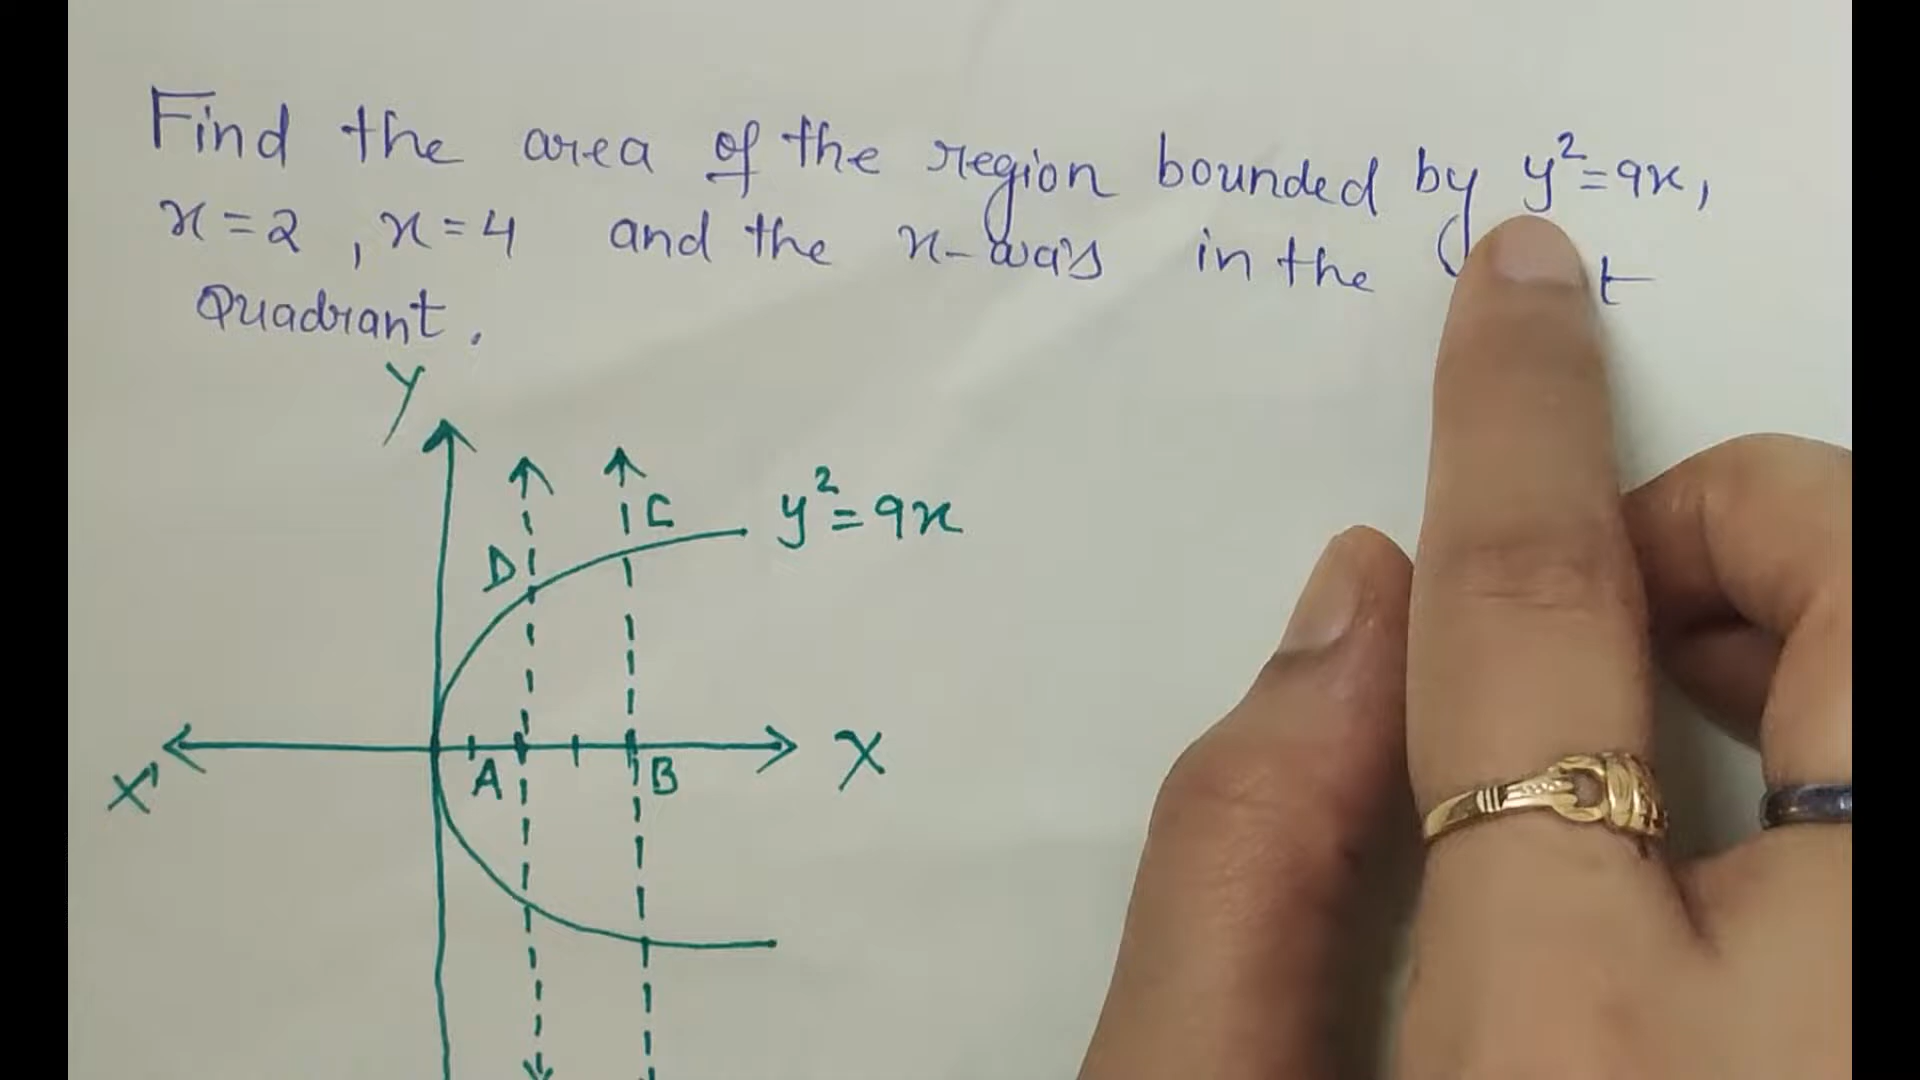 Find the area of the region bounded by y²=9x,
x=2, x=4 and the x-axis in the
Quadrant.
Y
C
y²=9x
D
A
B
X
X'